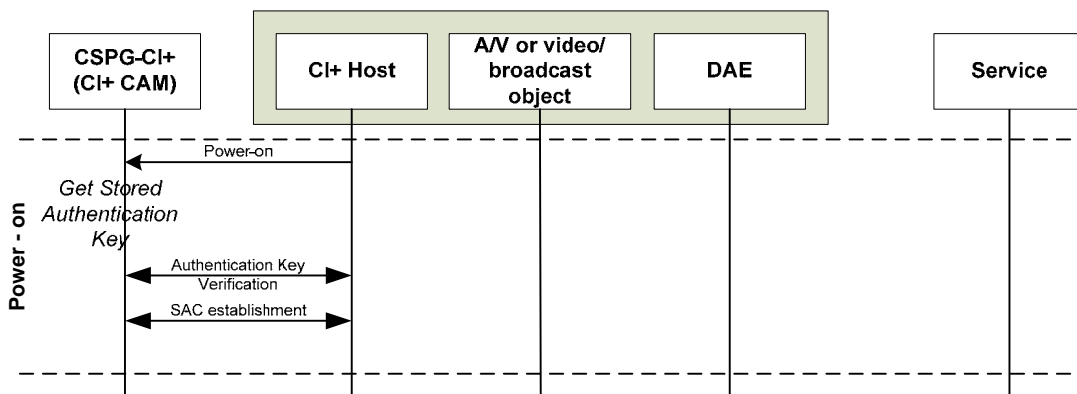 CSPG-CI+
(CI+ CAM)
CI+ Host
A/V or video/
broadcast
object
DAE
Service
Power-on
Power - on
Get Stored
Authentication
Key
Authentication Key
Verification
SAC establishment